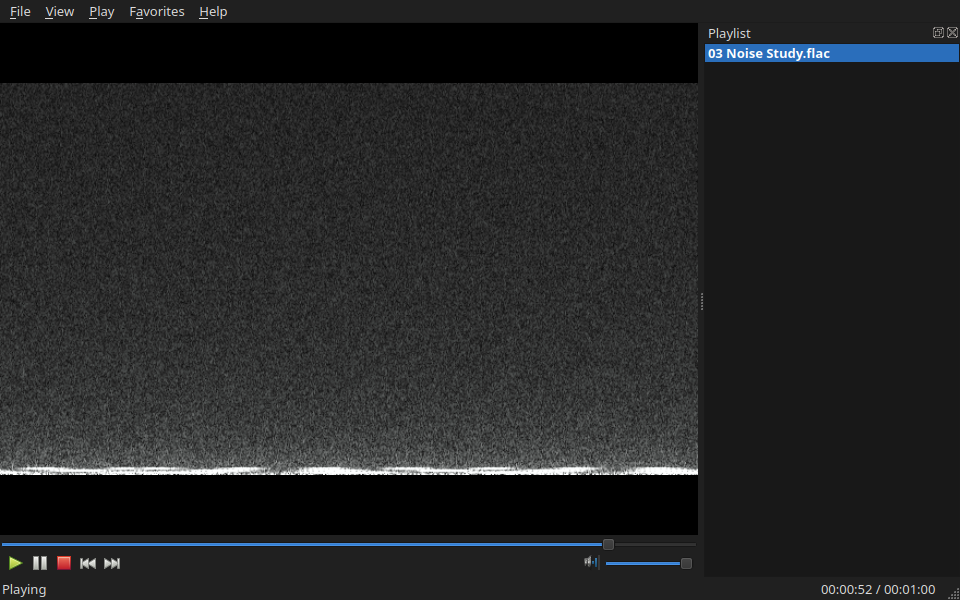 File View Play Favorites Help
Playlist
03 Noise Study.flac
Playing
00:00:52 / 00:01:00